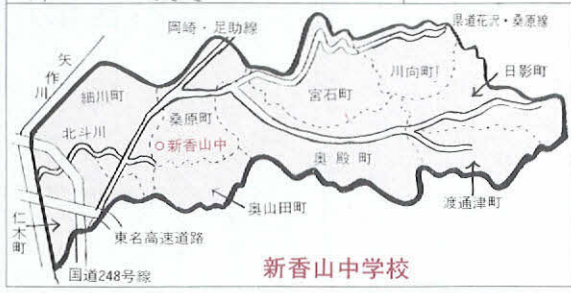 岡崎・足助線
県道花沢・桑原線
矢作川
細川町
川向町
日影町
宮石町
桑原町
北斗川
○新香山中
奥殿町
仁木町
奥山田町
渡通津町
東名高速道路
国道248号線
新香山中学校